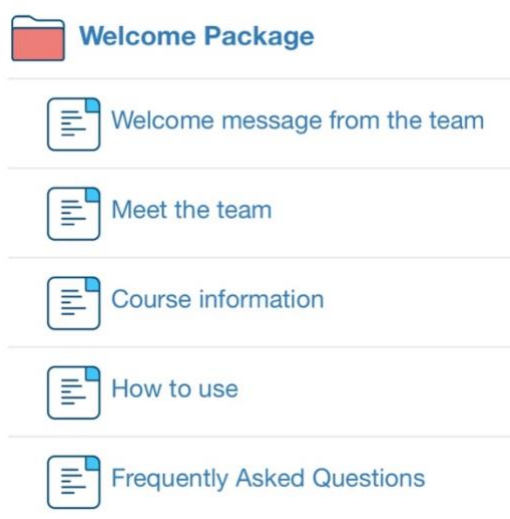 Welcome Package
Welcome message from the team
Meet the team
Course information
How to use
Frequently Asked Questions